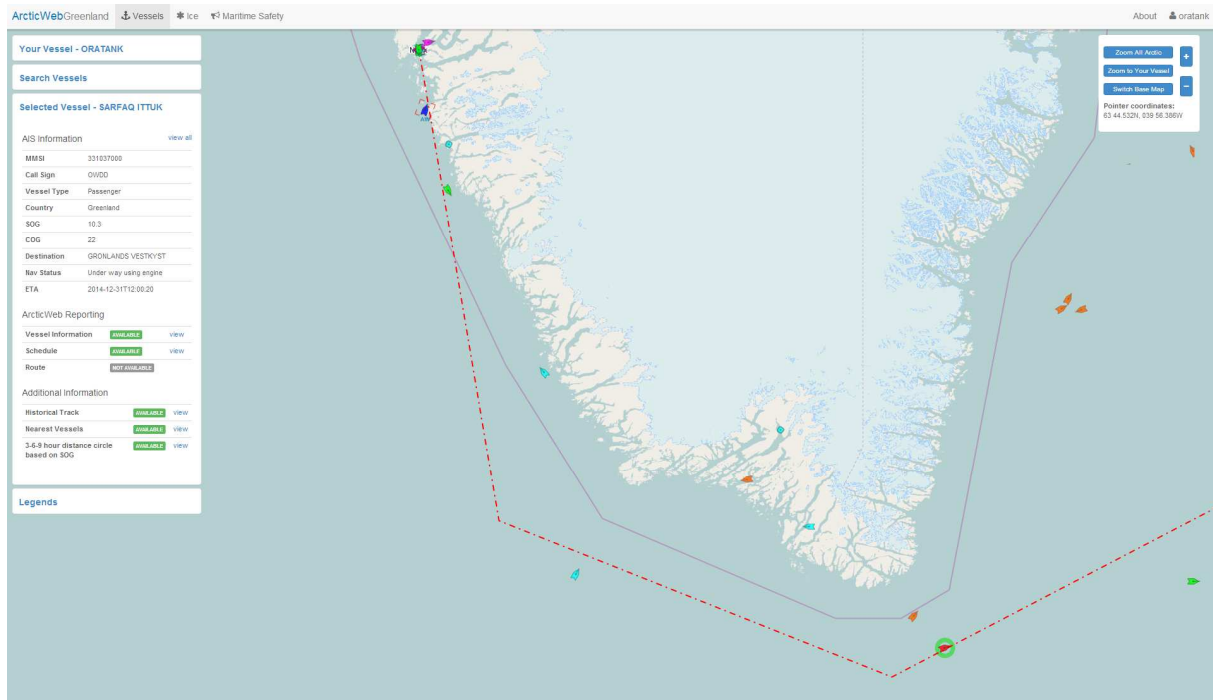 ArcticWebGreenland Vessels Ice Maritime Safety About oratank
Your Vessel - ORATANK
Search Vessels
Selected Vessel - SARFAQ ITTUK
AIS Information view all
MMSI 331037000
Call Sign OWDD
Vessel Type Passenger
Country Greenland
SOG 10.3
COG 22
Destination GRONLANDS VESTKYST
Nav Status Under way using engine
ETA 2014-12-31T12:00:20
ArcticWeb Reporting
Vessel Information AVAILABLE view
Schedule AVAILABLE view
Route NOT AVAILABLE
Additional Information
Historical Track AVAILABLE view
Nearest Vessels AVAILABLE view
3-6-9 hour distance circle AVAILABLE view
based on SOG
Legends
Zoom All Arctic +
Zoom to Your Vessel
Switch Base Map −
Pointer coordinates:
63 44.532N, 039 56.386W